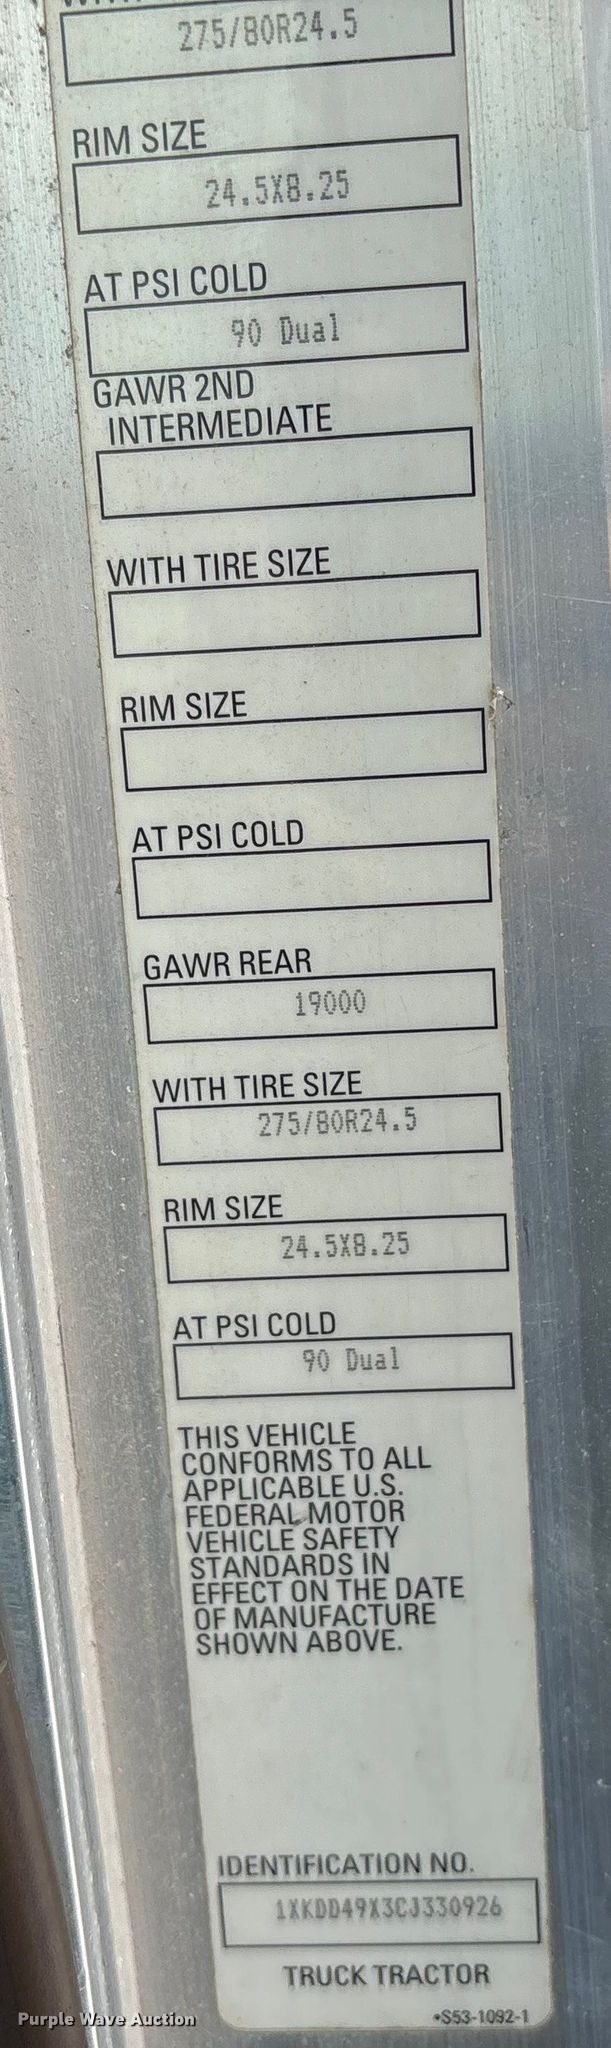 275/80R24.5
RIM SIZE
24.5X8.25
AT PSI COLD
90 Dual
GAWR 2ND
INTERMEDIATE
WITH TIRE SIZE
RIM SIZE
AT PSI COLD
GAWR REAR
19000
WITH TIRE SIZE
275/80R24.5
RIM SIZE
24.5X8.25
AT PSI COLD
90 Dual
THIS VEHICLE
CONFORMS TO ALL
APPLICABLE U.S.
FEDERAL MOTOR
VEHICLE SAFETY
STANDARDS IN
EFFECT ON THE DATE
OF MANUFACTURE
SHOWN ABOVE.
IDENTIFICATION NO.
1XKDD49X3CJ330926
TRUCK TRACTOR
•S53-1092-1
Purple Wave Auction